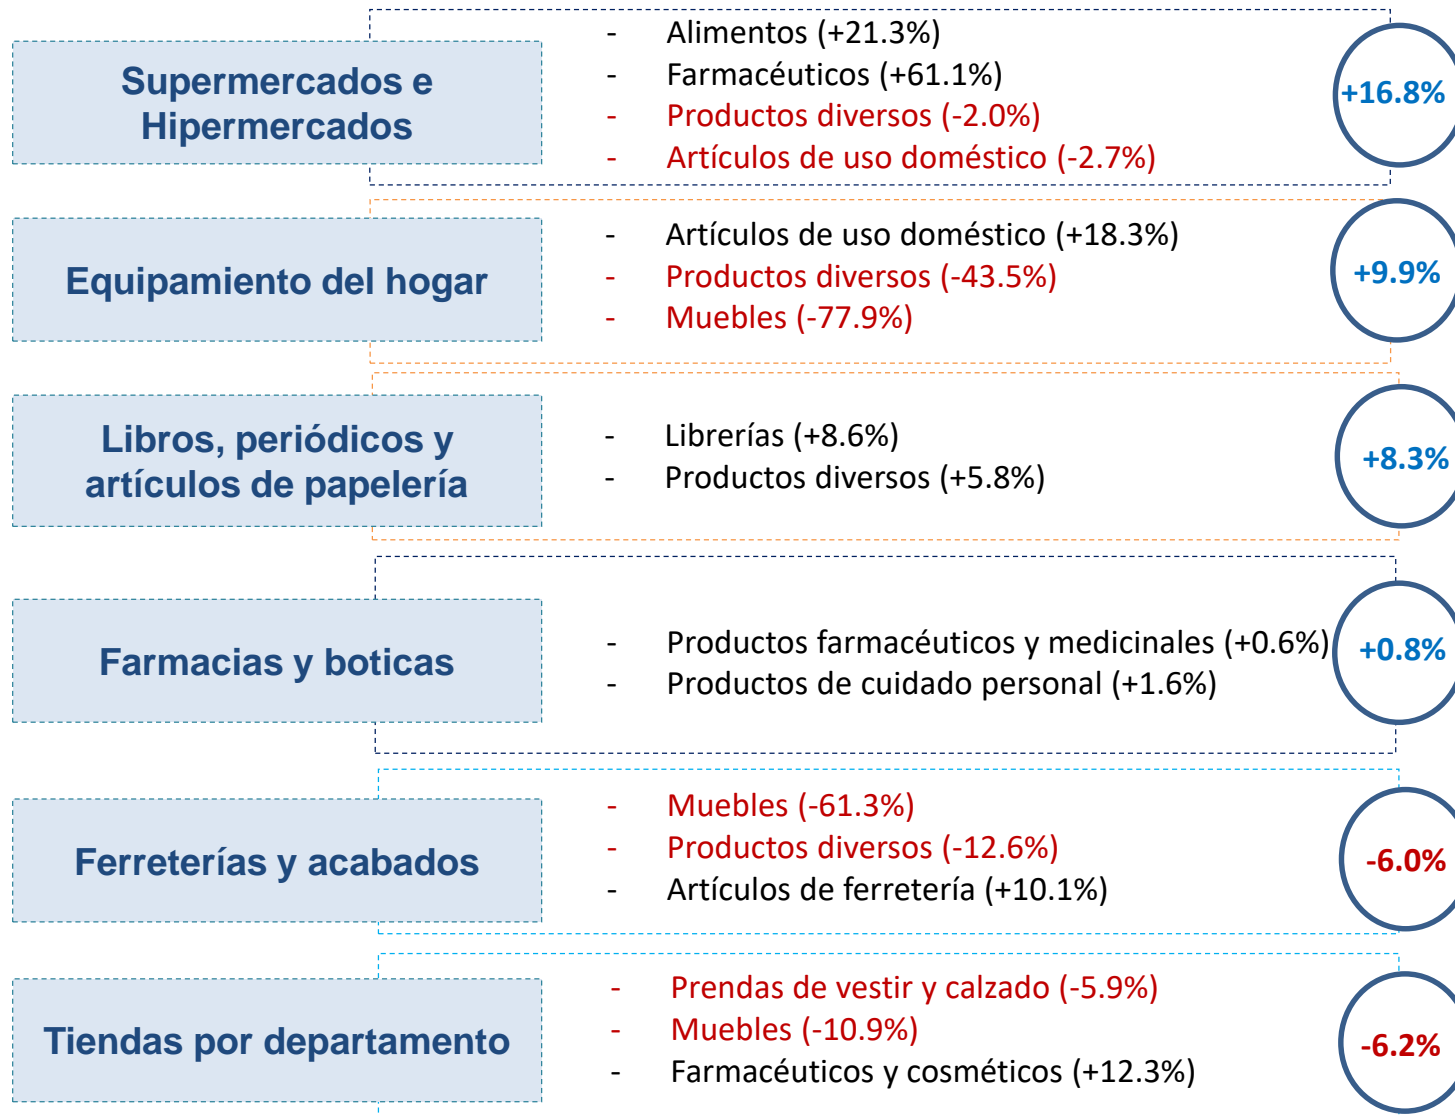 Supermercados e
Hipermercados
- Alimentos (+21.3%)
- Farmacéuticos (+61.1%)
- Productos diversos (-2.0%)
- Artículos de uso doméstico (-2.7%)
+16.8%
Equipamiento del hogar
- Artículos de uso doméstico (+18.3%)
- Productos diversos (-43.5%)
- Muebles (-77.9%)
+9.9%
Libros, periódicos y
artículos de papelería
- Librerías (+8.6%)
- Productos diversos (+5.8%)
+8.3%
Farmacias y boticas
- Productos farmacéuticos y medicinales (+0.6%)
- Productos de cuidado personal (+1.6%)
+0.8%
Ferreterías y acabados
- Muebles (-61.3%)
- Productos diversos (-12.6%)
- Artículos de ferretería (+10.1%)
-6.0%
Tiendas por departamento
- Prendas de vestir y calzado (-5.9%)
- Muebles (-10.9%)
- Farmacéuticos y cosméticos (+12.3%)
-6.2%